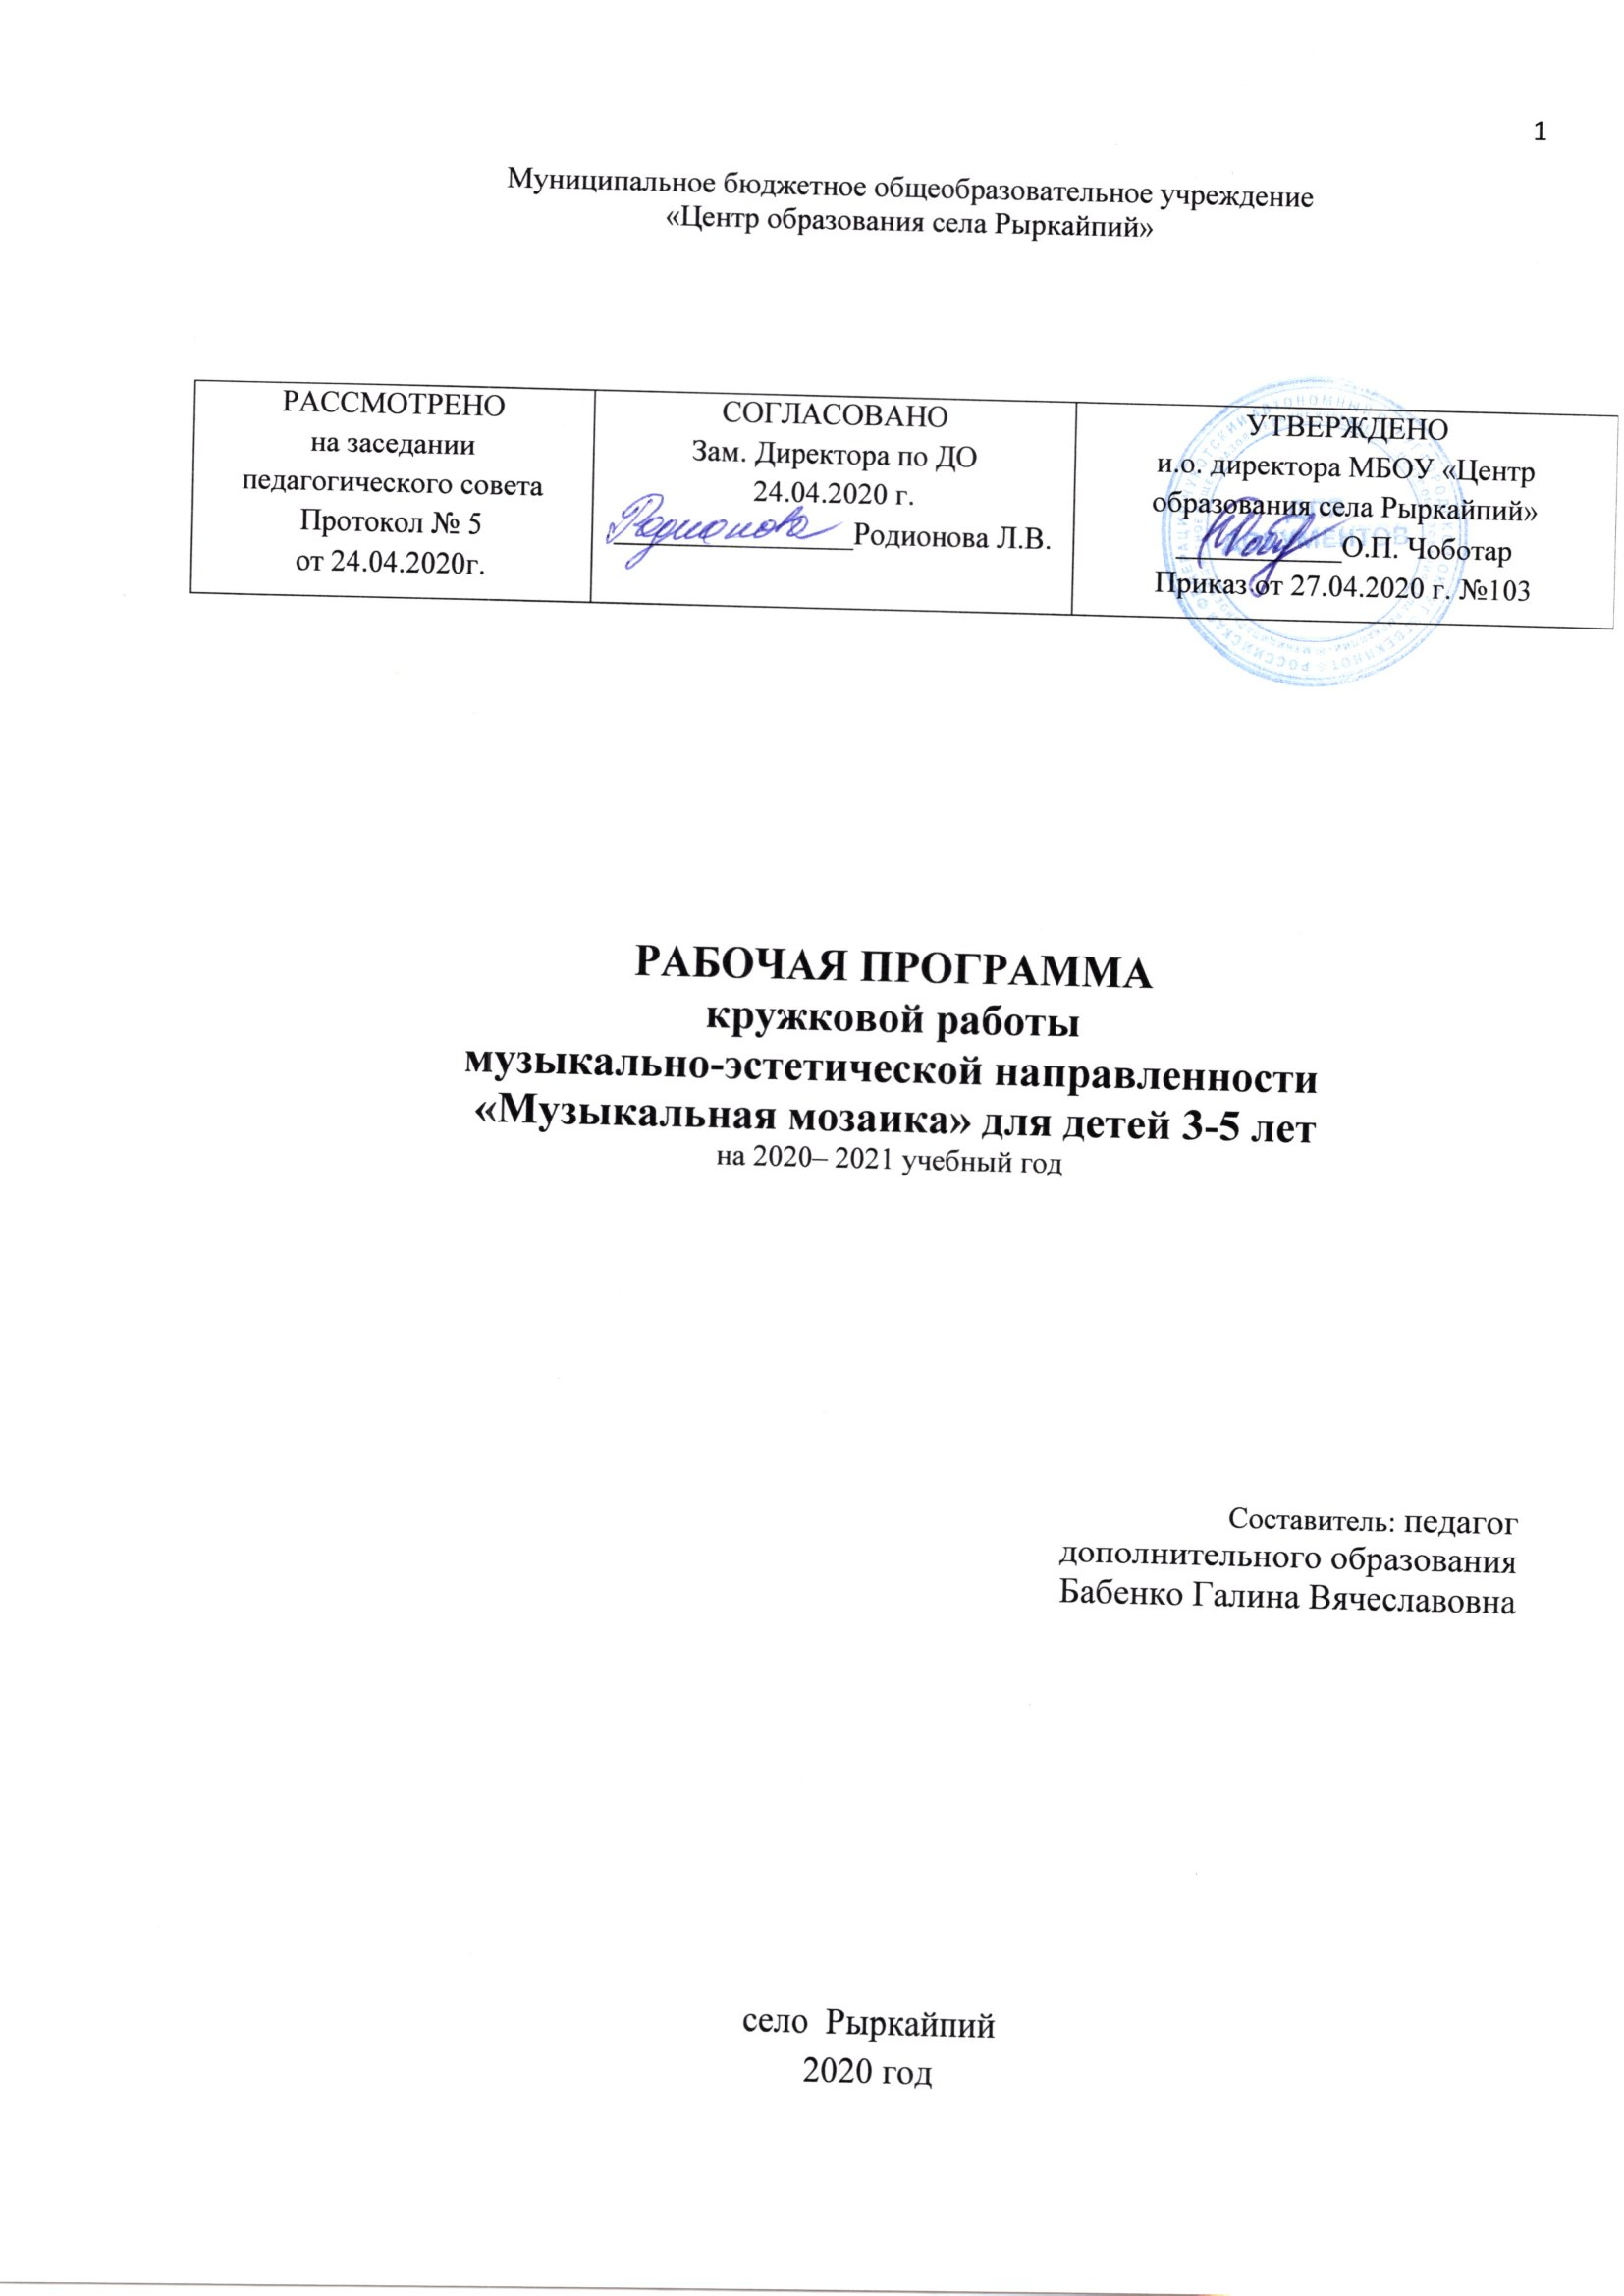 1
Муниципальное бюджетное общеобразовательное учреждение
«Центр образования села Рыркайпий»
РАССМОТРЕНО
на заседании
педагогического совета
Протокол № 5
от 24.04.2020г.
СОГЛАСОВАНО
Зам. Директора по ДО
24.04.2020 г.
Родионова Родионова Л.В.
УТВЕРЖДЕНО
и.о. директора МБОУ «Центр
образования села Рыркайпий»
О.П. Чоботар
Приказ от 27.04.2020 г. №103
РАБОЧАЯ ПРОГРАММА
кружковой работы
музыкально-эстетической направленности
«Музыкальная мозаика» для детей 3-5 лет
на 2020– 2021 учебный год
Составитель: педагог
дополнительного образования
Бабенко Галина Вячеславовна
село Рыркайпий
2020 год